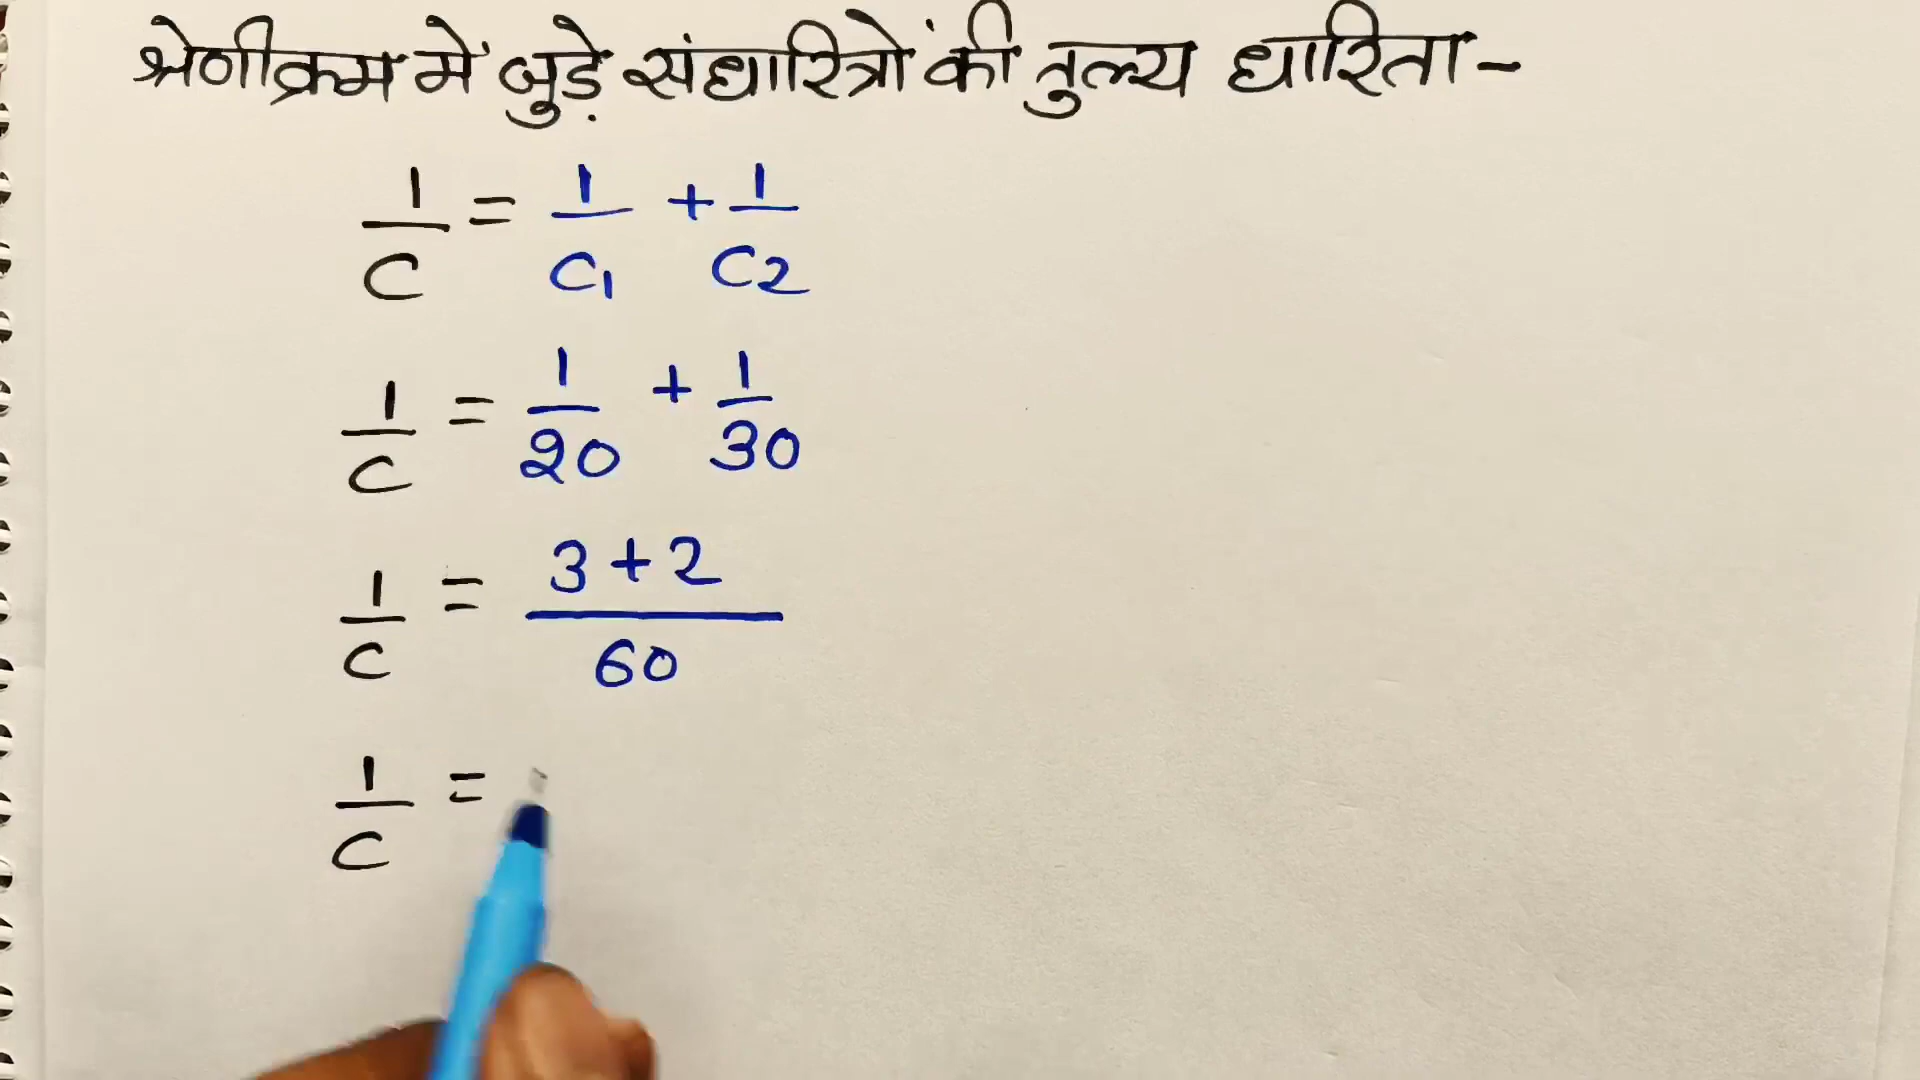 श्रेणीक्रम में जुड़े संधारित्रों की तुल्य धारिता -
1/C = 1/C1 + 1/C2
1/C = 1/20 + 1/30
1/C = 3+2/60
1/C =